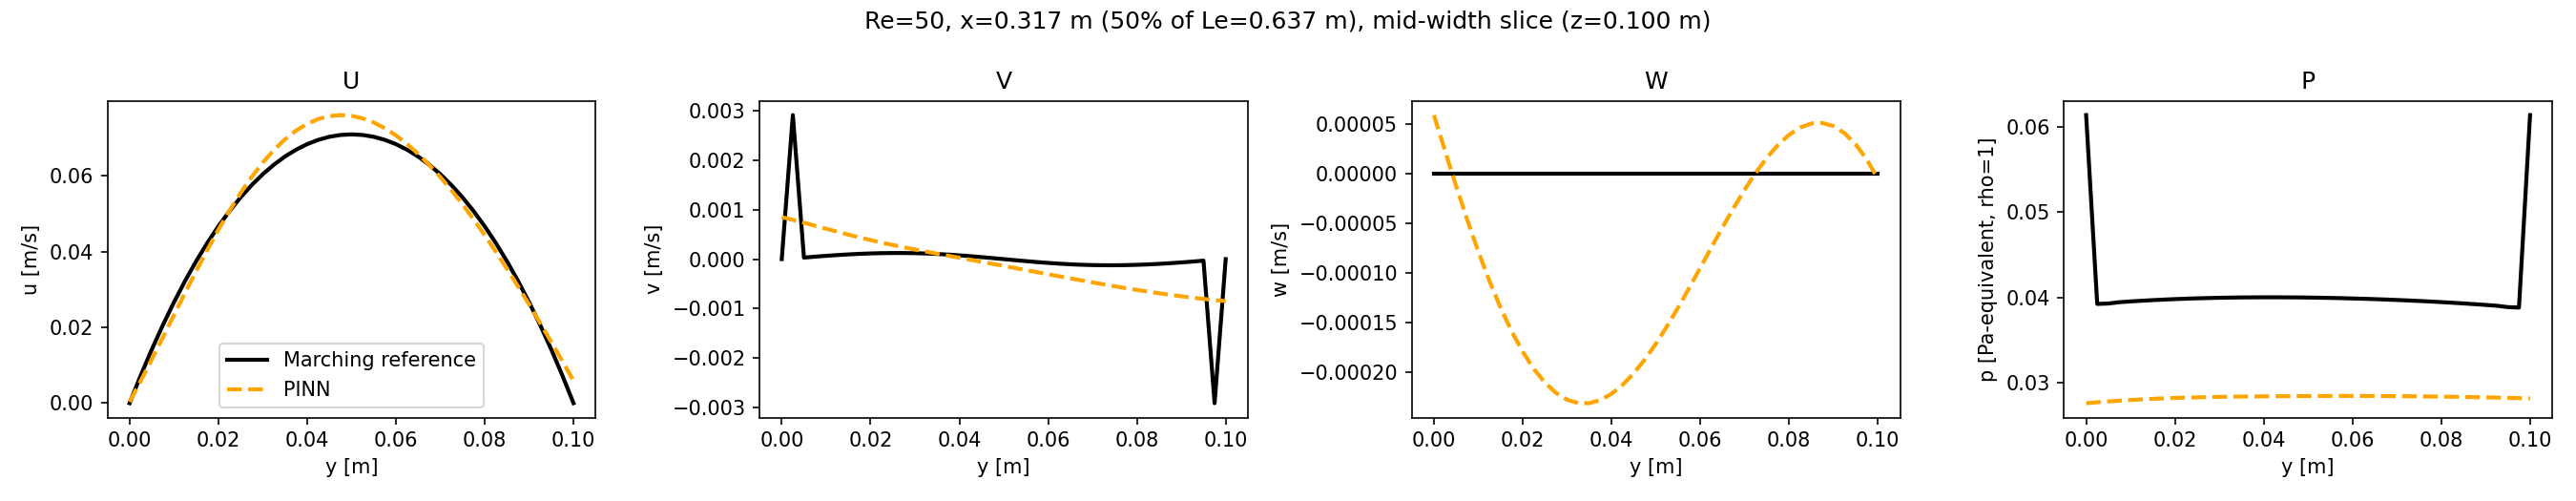 Re=50, x=0.317 m (50% of Le=0.637 m), mid-width slice (z=0.100 m)
U
u [m/s]
0.06
0.04
0.02
0.00
Marching reference
PINN
0.00 0.02 0.04 0.06 0.08 0.10
y [m]
V
v [m/s]
0.003
0.002
0.001
0.000
−0.001
−0.002
−0.003
0.00 0.02 0.04 0.06 0.08 0.10
y [m]
W
w [m/s]
0.00005
0.00000
−0.00005
−0.00010
−0.00015
−0.00020
0.00 0.02 0.04 0.06 0.08 0.10
y [m]
P
p [Pa-equivalent, rho=1]
0.06
0.05
0.04
0.03
0.00 0.02 0.04 0.06 0.08 0.10
y [m]